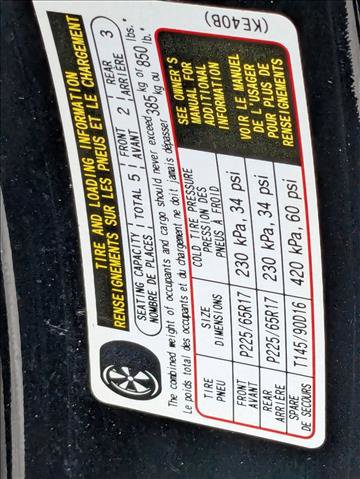 TIRE AND LOADING INFORMATION
RENSEIGNEMENTS SUR LES PNEUS ET LE CHARGEMENT
SEATING CAPACITY | TOTAL 5 | FRONT 2 | REAR 3
NOMBRE DE PLACES | AVANT | ARRIÈRE
The combined weight of occupants and cargo should never exceed 385 kg or 850 lbs.
Le poids total des occupants et du chargement ne doit jamais dépasser 385 kg ou 850 lb.
TIRE SIZE COLD TIRE PRESSURE SEE OWNER'S
PNEU DIMENSIONS PRESSION DES MANUAL FOR
PNEUS À FROID ADDITIONAL
INFORMATION
FRONT P225/65R17 230 kPa, 34 psi
AVANT
VOIR LE MANUEL
REAR P225/65R17 230 kPa, 34 psi DE L'USAGER
ARRIÈRE POUR PLUS DE
SPARE T145/90D16 420 kPa, 60 psi RENSEIGNEMENTS
DE SECOURS
(KE40B)